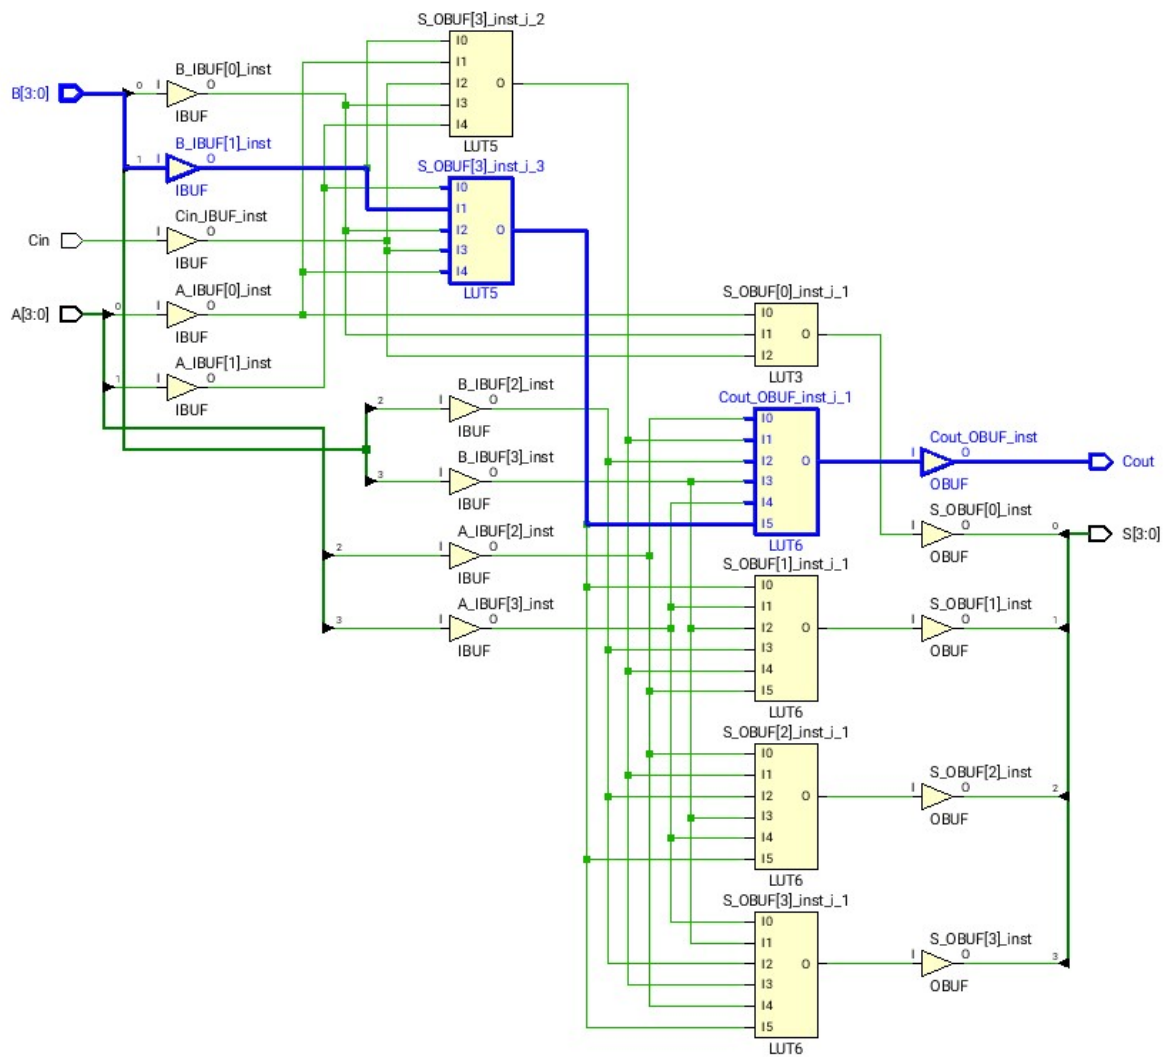 S_OBUF[3]_inst_i_2
I0
I1
I2
I3
I4
O
LUT5
B[3:0]
0
B_IBUF[0]_inst
I
O
IBUF
1
B_IBUF[1]_inst
I
O
IBUF
S_OBUF[3]_inst_i_3
I0
I1
I2
I3
I4
O
LUT5
Cin
Cin_IBUF_inst
I
O
IBUF
A[3:0]
0
A_IBUF[0]_inst
I
O
IBUF
1
A_IBUF[1]_inst
I
O
IBUF
S_OBUF[0]_inst_i_1
I0
I1
I2
O
LUT3
2
B_IBUF[2]_inst
I
O
IBUF
3
B_IBUF[3]_inst
I
O
IBUF
2
A_IBUF[2]_inst
I
O
IBUF
3
A_IBUF[3]_inst
I
O
IBUF
Cout_OBUF_inst_i_1
I0
I1
I2
I3
I4
I5
O
LUT6
Cout_OBUF_inst
I
O
OBUF
Cout
S_OBUF[0]_inst
I
O
OBUF
0
S[3:0]
S_OBUF[1]_inst_i_1
I0
I1
I2
I3
I4
I5
O
LUT6
S_OBUF[1]_inst
I
O
OBUF
1
S_OBUF[2]_inst_i_1
I0
I1
I2
I3
I4
I5
O
LUT6
S_OBUF[2]_inst
I
O
OBUF
2
S_OBUF[3]_inst_i_1
I0
I1
I2
I3
I4
I5
O
LUT6
S_OBUF[3]_inst
I
O
OBUF
3